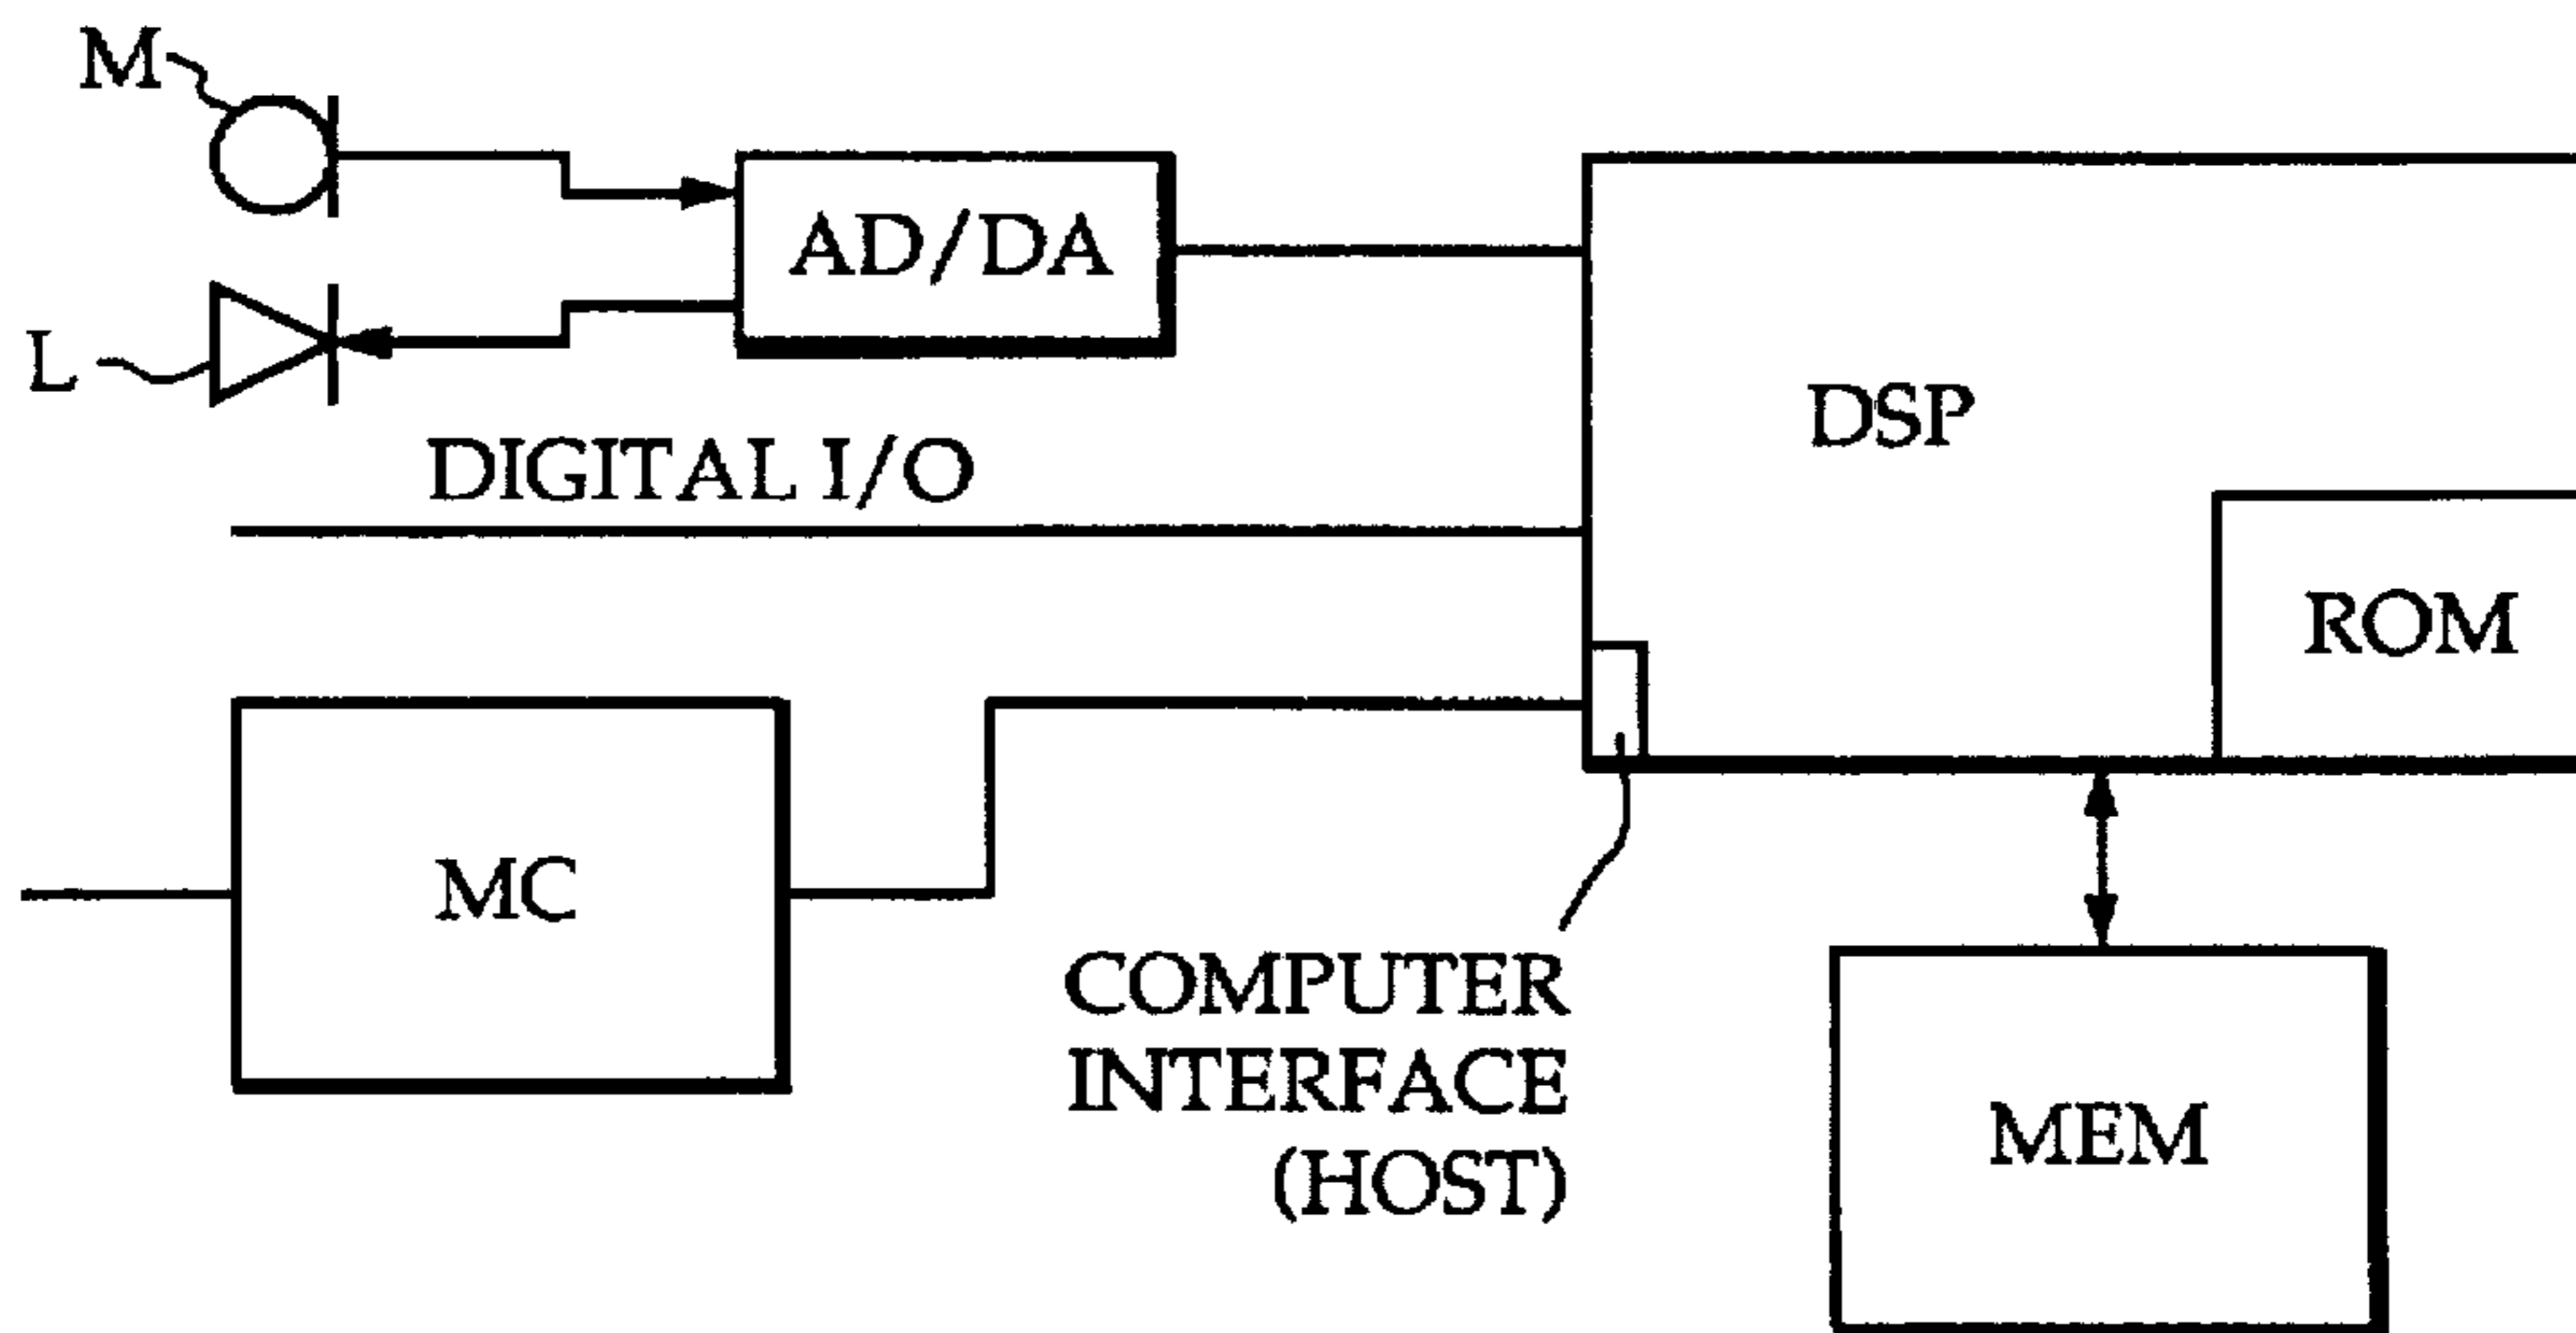 M
AD/DA
L
DSP
DIGITAL I/O
ROM
MC
COMPUTER
INTERFACE
(HOST)
MEM